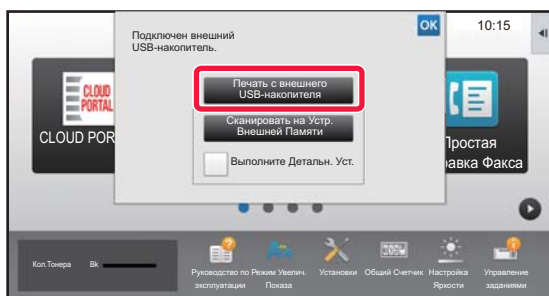 Подключен внешний
USB-накопитель.
OK
10:15
Печать с внешнего
USB-накопителя
Сканировать на Устр.
Внешней Памяти
Выполните Детальн. Уст.
CLOUD
PORTAL
CLOUD POR
Простая
авка Факса
Кол.Тонера
Bk
Руководство по
эксплуатации
Режим Увелич.
Показа
Установки
Общий Счетчик
Настройка
Яркости
Управление
заданиями